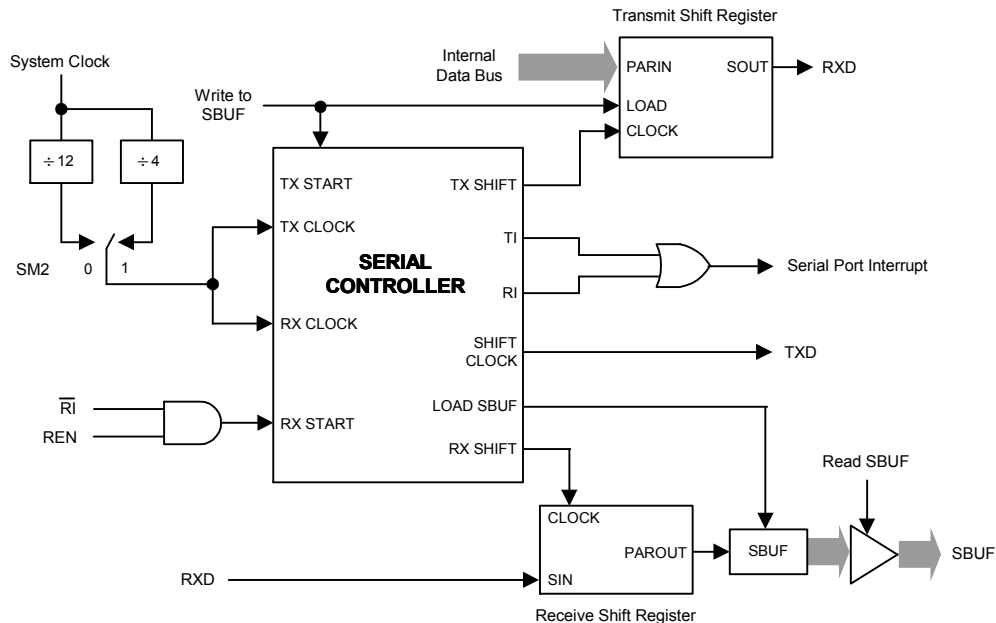 Transmit Shift Register
System Clock
Internal
Data Bus
PARIN
SOUT
RXD
Write to
SBUF
LOAD
CLOCK
÷ 12
÷ 4
TX START
TX SHIFT
TX CLOCK
TI
SM2
0
1
SERIAL
CONTROLLER
Serial Port Interrupt
RI
RX CLOCK
SHIFT
CLOCK
TXD
R̅I̅
REN
RX START
LOAD SBUF
RX SHIFT
Read SBUF
CLOCK
PAROUT
SBUF
SBUF
RXD
SIN
Receive Shift Register